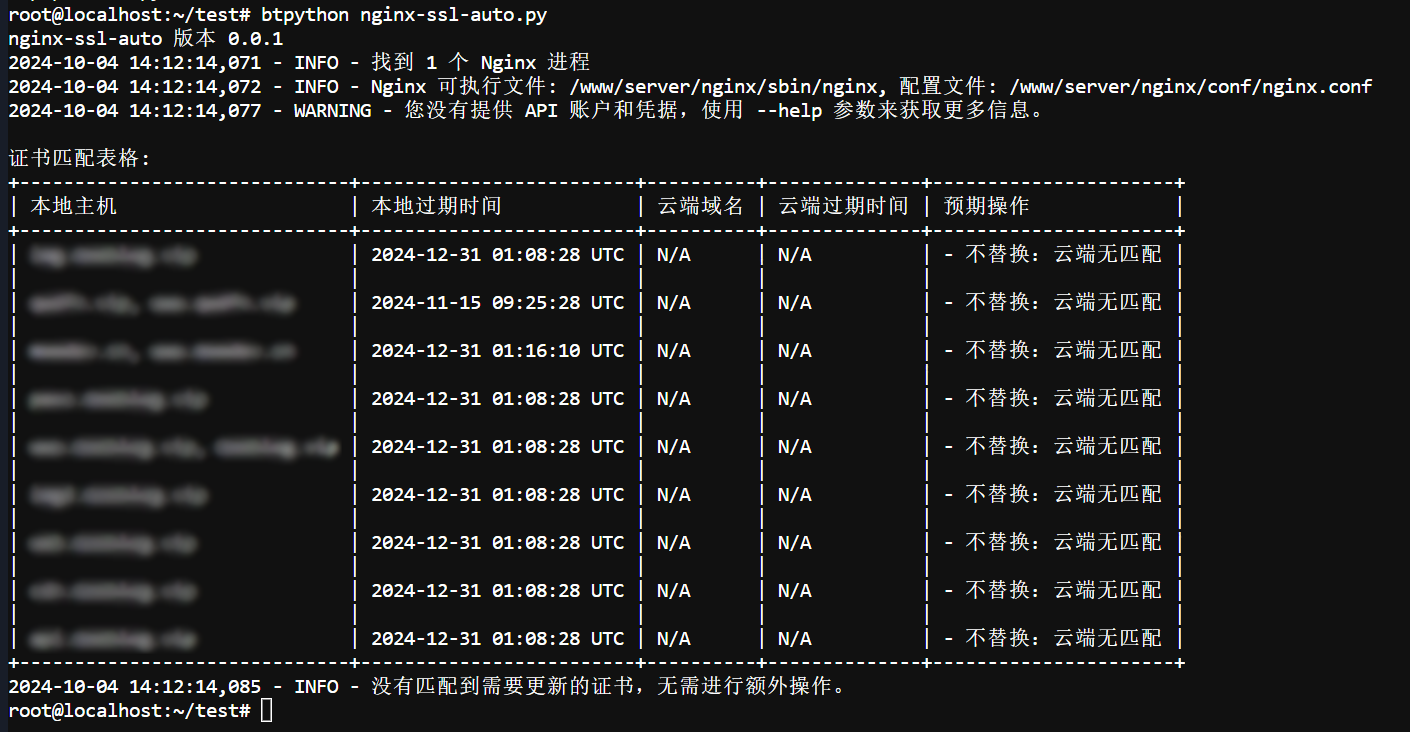 root@localhost:~/test# btpython nginx-ssl-auto.py
nginx-ssl-auto 版本 0.0.1
2024-10-04 14:12:14,071 - INFO - 找到 1 个 Nginx 进程
2024-10-04 14:12:14,072 - INFO - Nginx 可执行文件: /www/server/nginx/sbin/nginx, 配置文件: /www/server/nginx/conf/nginx.conf
2024-10-04 14:12:14,077 - WARNING - 您没有提供 API 账户和凭据，使用 --help 参数来获取更多信息。
证书匹配表格:
| 本地主机 | 本地过期时间 | 云端域名 | 云端过期时间 | 预期操作 |
| | 2024-12-31 01:08:28 UTC | N/A | N/A | - 不替换: 云端无匹配 |
| | 2024-11-15 09:25:28 UTC | N/A | N/A | - 不替换: 云端无匹配 |
| | 2024-12-31 01:16:10 UTC | N/A | N/A | - 不替换: 云端无匹配 |
| | 2024-12-31 01:08:28 UTC | N/A | N/A | - 不替换: 云端无匹配 |
| | 2024-12-31 01:08:28 UTC | N/A | N/A | - 不替换: 云端无匹配 |
| | 2024-12-31 01:08:28 UTC | N/A | N/A | - 不替换: 云端无匹配 |
| | 2024-12-31 01:08:28 UTC | N/A | N/A | - 不替换: 云端无匹配 |
| | 2024-12-31 01:08:28 UTC | N/A | N/A | - 不替换: 云端无匹配 |
| | 2024-12-31 01:08:28 UTC | N/A | N/A | - 不替换: 云端无匹配 |
2024-10-04 14:12:14,085 - INFO - 没有匹配到需要更新的证书，无需进行额外操作。
root@localhost:~/test#